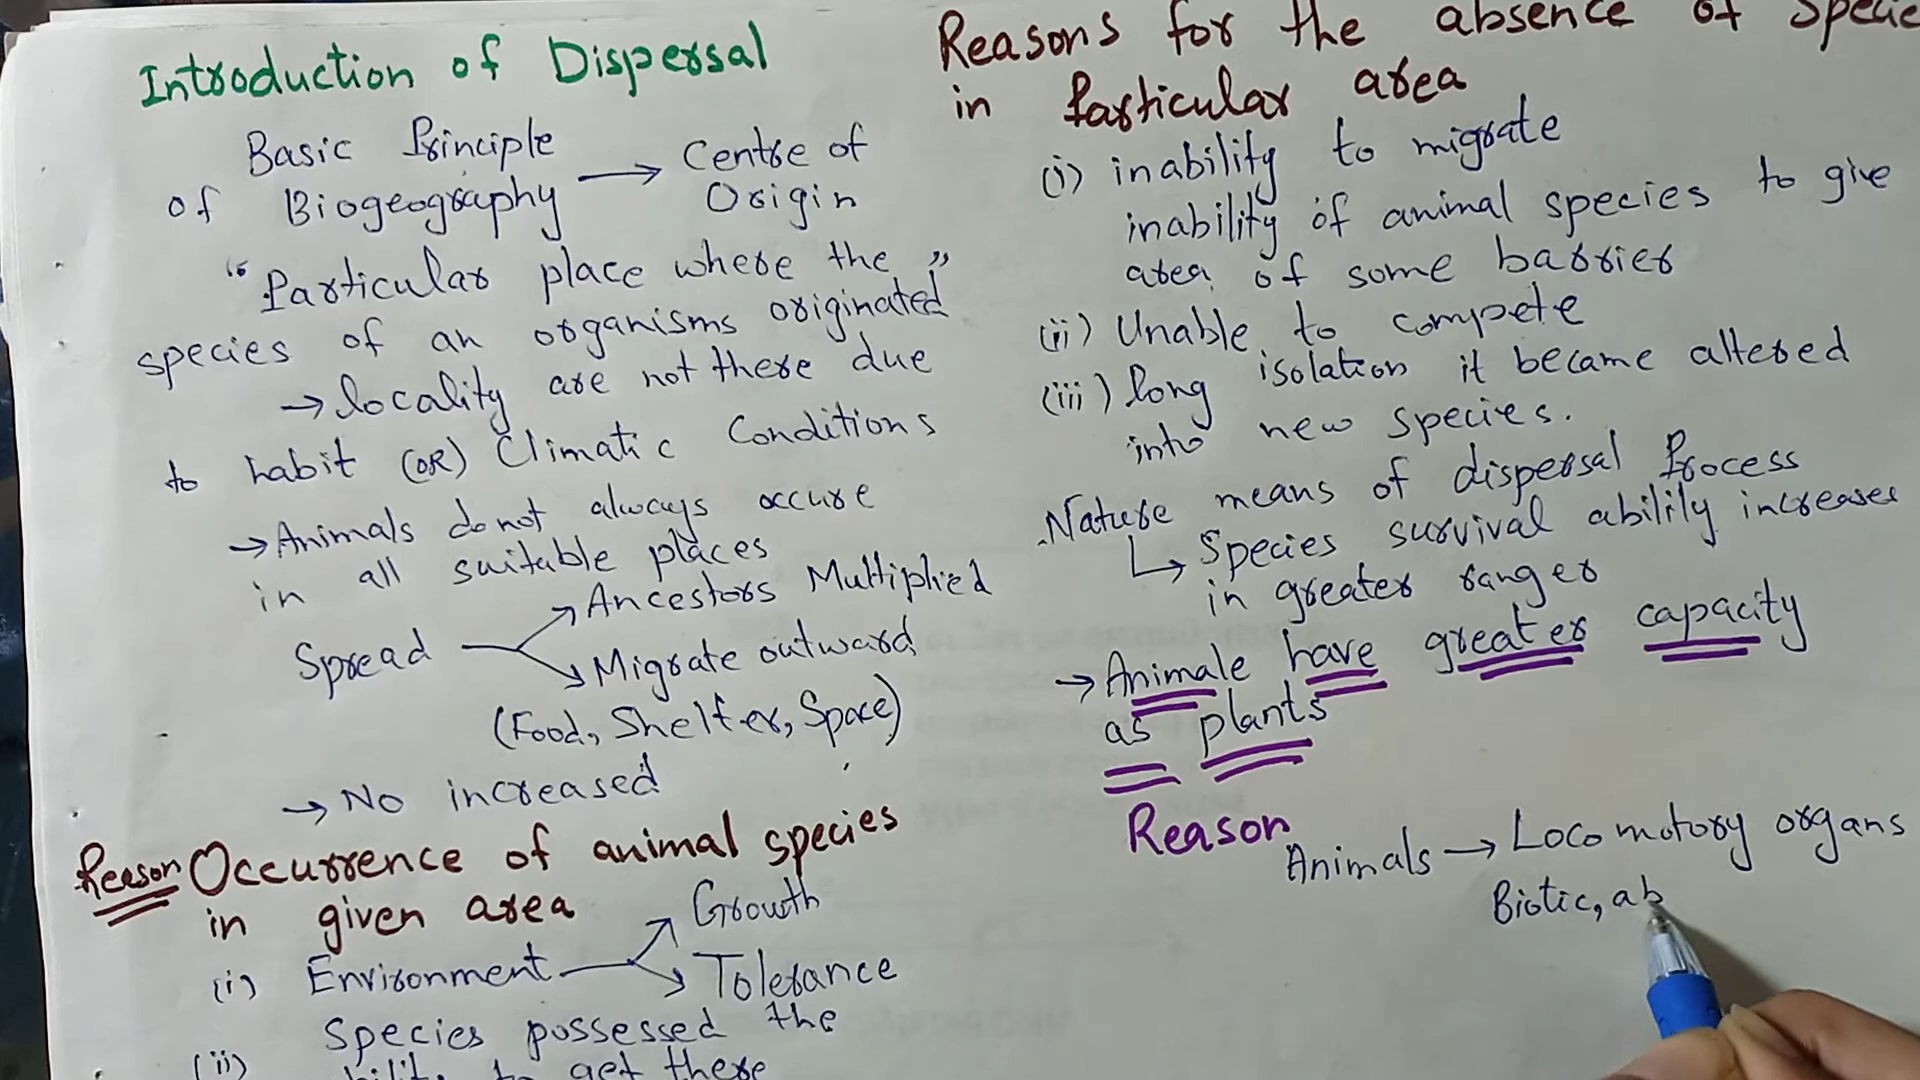 Introduction of Dispersal
Basic Principle
of Biogeography → Centre of
Origin
"Particular place where the"
species of an organisms originated
→ locality are not there due
to habit (OR) Climatic Conditions
→ Animals do not always occure
in all suitable places
Spread → Ancestors Multiplied
→ Migrate outward
(Food, Shelter, Space)
→ No increased
Reason Occurrence of animal species
in given area
(i) Environment → Growth
→ Tolerance
(ii) Species possessed the
to get there
Reasons for the absence of Specie
in Particular area
(i) inability to migrate
inability of animal species to give
area of some barrier
(ii) Unable to compete
(iii) long isolation it became altered
into new species.
Nature means of dispersal Process
↳ Species survival ability increases
in greater ranger
→ Animale have greater capacity
as plants
Reason
Animals → Locomotory organs
Biotic, ab